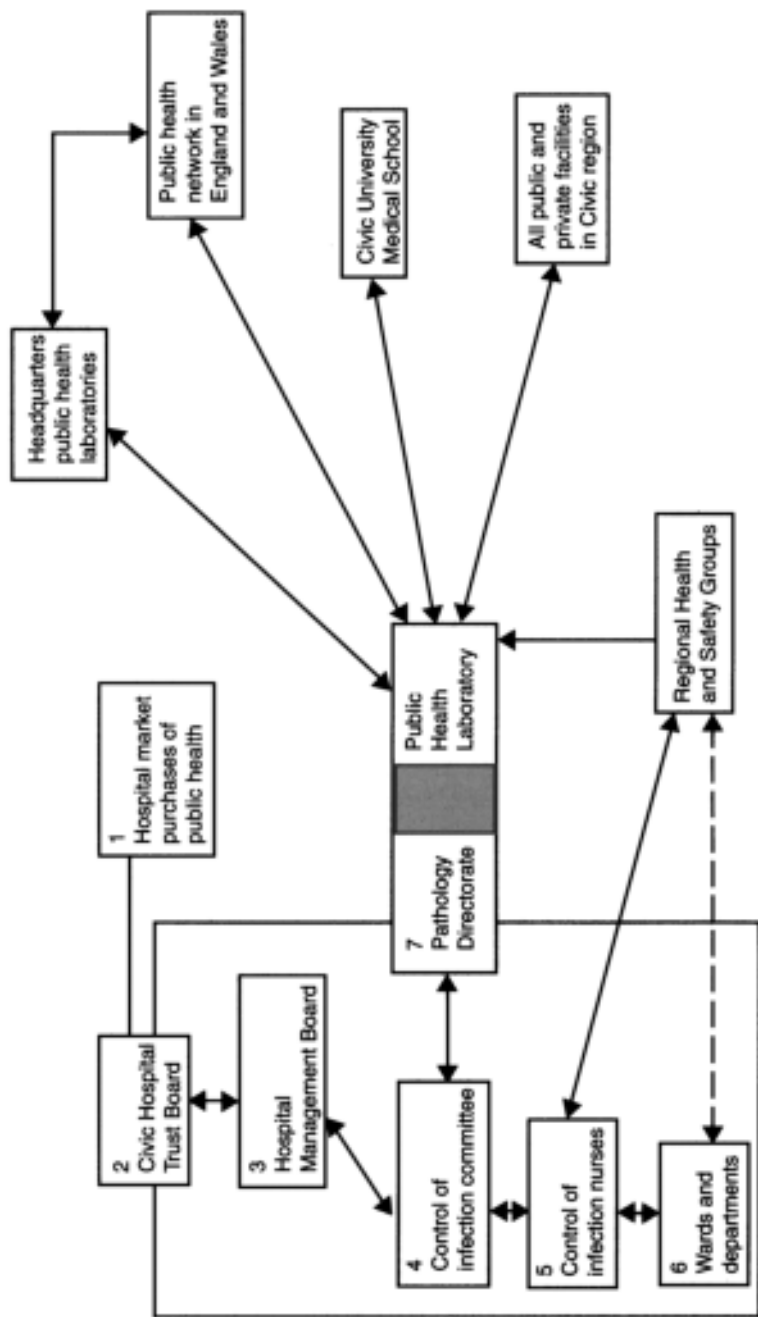 1
Hospital market
purchases of
public health
2
Civic Hospital
Trust Board
3
Hospital
Management Board
4
Control of
infection committee
5
Control of
infection nurses
6
Wards and
departments
7
Pathology
Directorate
Public
Health
Laboratory
Headquarters
public health
laboratories
Public health
network in
England and Wales
Civic University
Medical School
All public and
private facilities
in Civic region
Regional Health
and Safety Groups